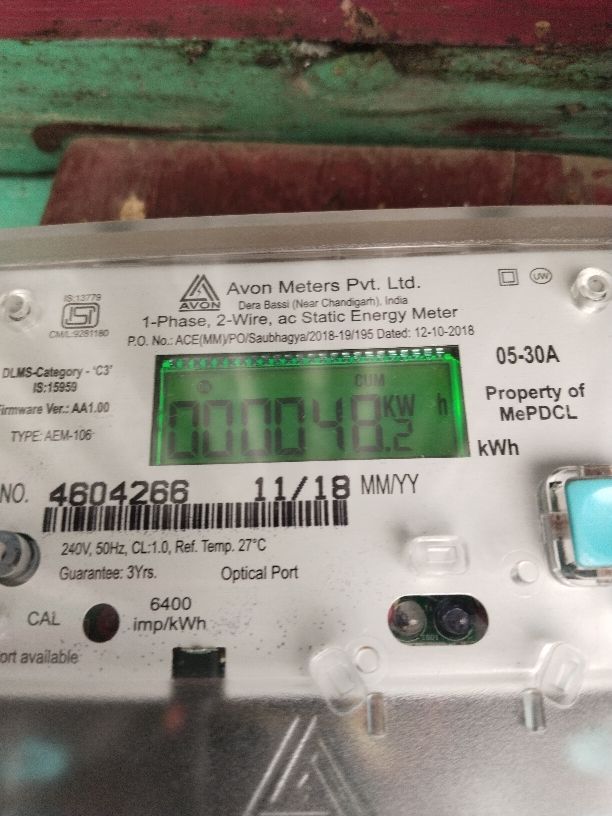 Avon Meters Pvt. Ltd.
AVON
Dera Bassi (Near Chandigarh), India
1-Phase, 2-Wire, ac Static Energy Meter
P.O. No.: ACE(MM)/PO/Saubhagya/2018-19/195 Dated: 12-10-2018
UW
IS:13779
ISI
CM/L:9281180
DLMS-Category - 'C3'
IS:15959
Firmware Ver.: AA1.00
TYPE: AEM-106
CUM
000048.2 KW h
kWh
05-30A
Property of
MePDCL
NO. 4604266 11/18 MM/YY
240V, 50Hz, CL:1.0, Ref. Temp. 27°C
Guarantee: 3Yrs. Optical Port
CAL
6400
imp/kWh
ort available